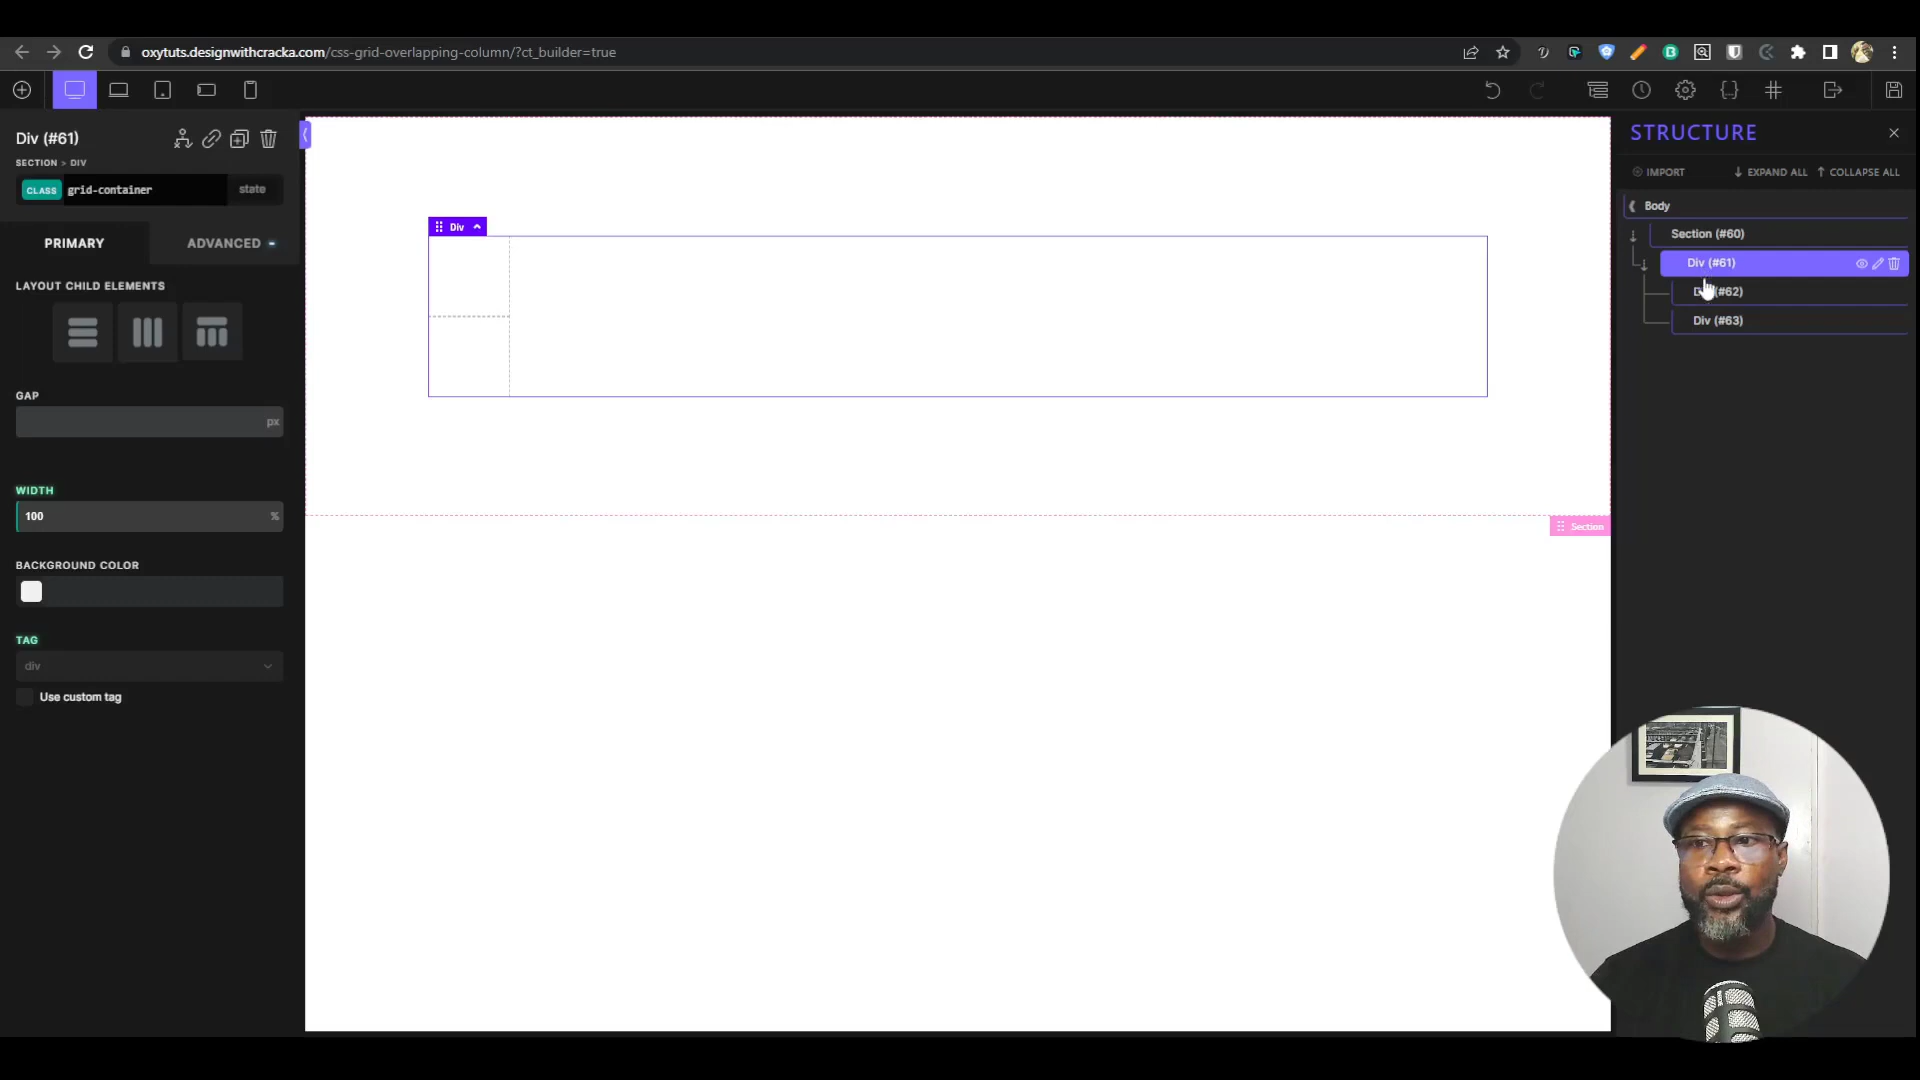 oxytuts.designwithcracka.com/css-grid-overlapping-column/?ct_builder=true
Div (#61)
SECTION > DIV
CLASS grid-container state
PRIMARY ADVANCED
LAYOUT CHILD ELEMENTS
GAP
px
WIDTH
100 %
BACKGROUND COLOR
TAG
div
Use custom tag
Div
Section
STRUCTURE
IMPORT EXPAND ALL COLLAPSE ALL
Body
Section (#60)
Div (#61)
(#62)
Div (#63)